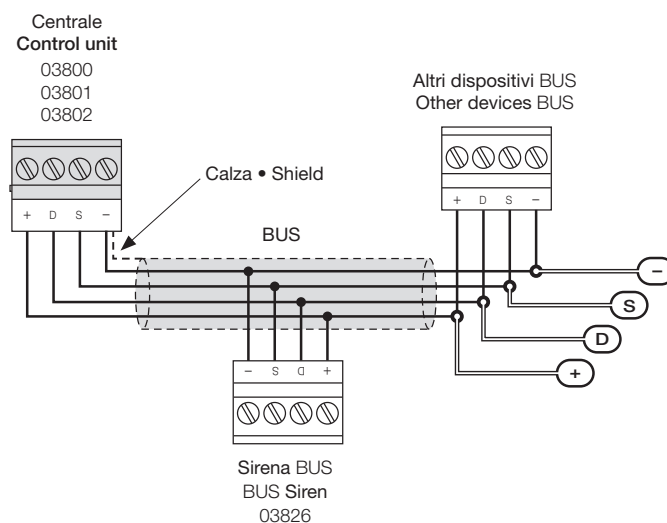 Centrale
Control unit
03800
03801
03802
Altri dispositivi BUS
Other devices BUS
+ D S −
+ D S −
Calza • Shield
BUS
−
S
D
+
− S D +
Sirena BUS
BUS Siren
03826